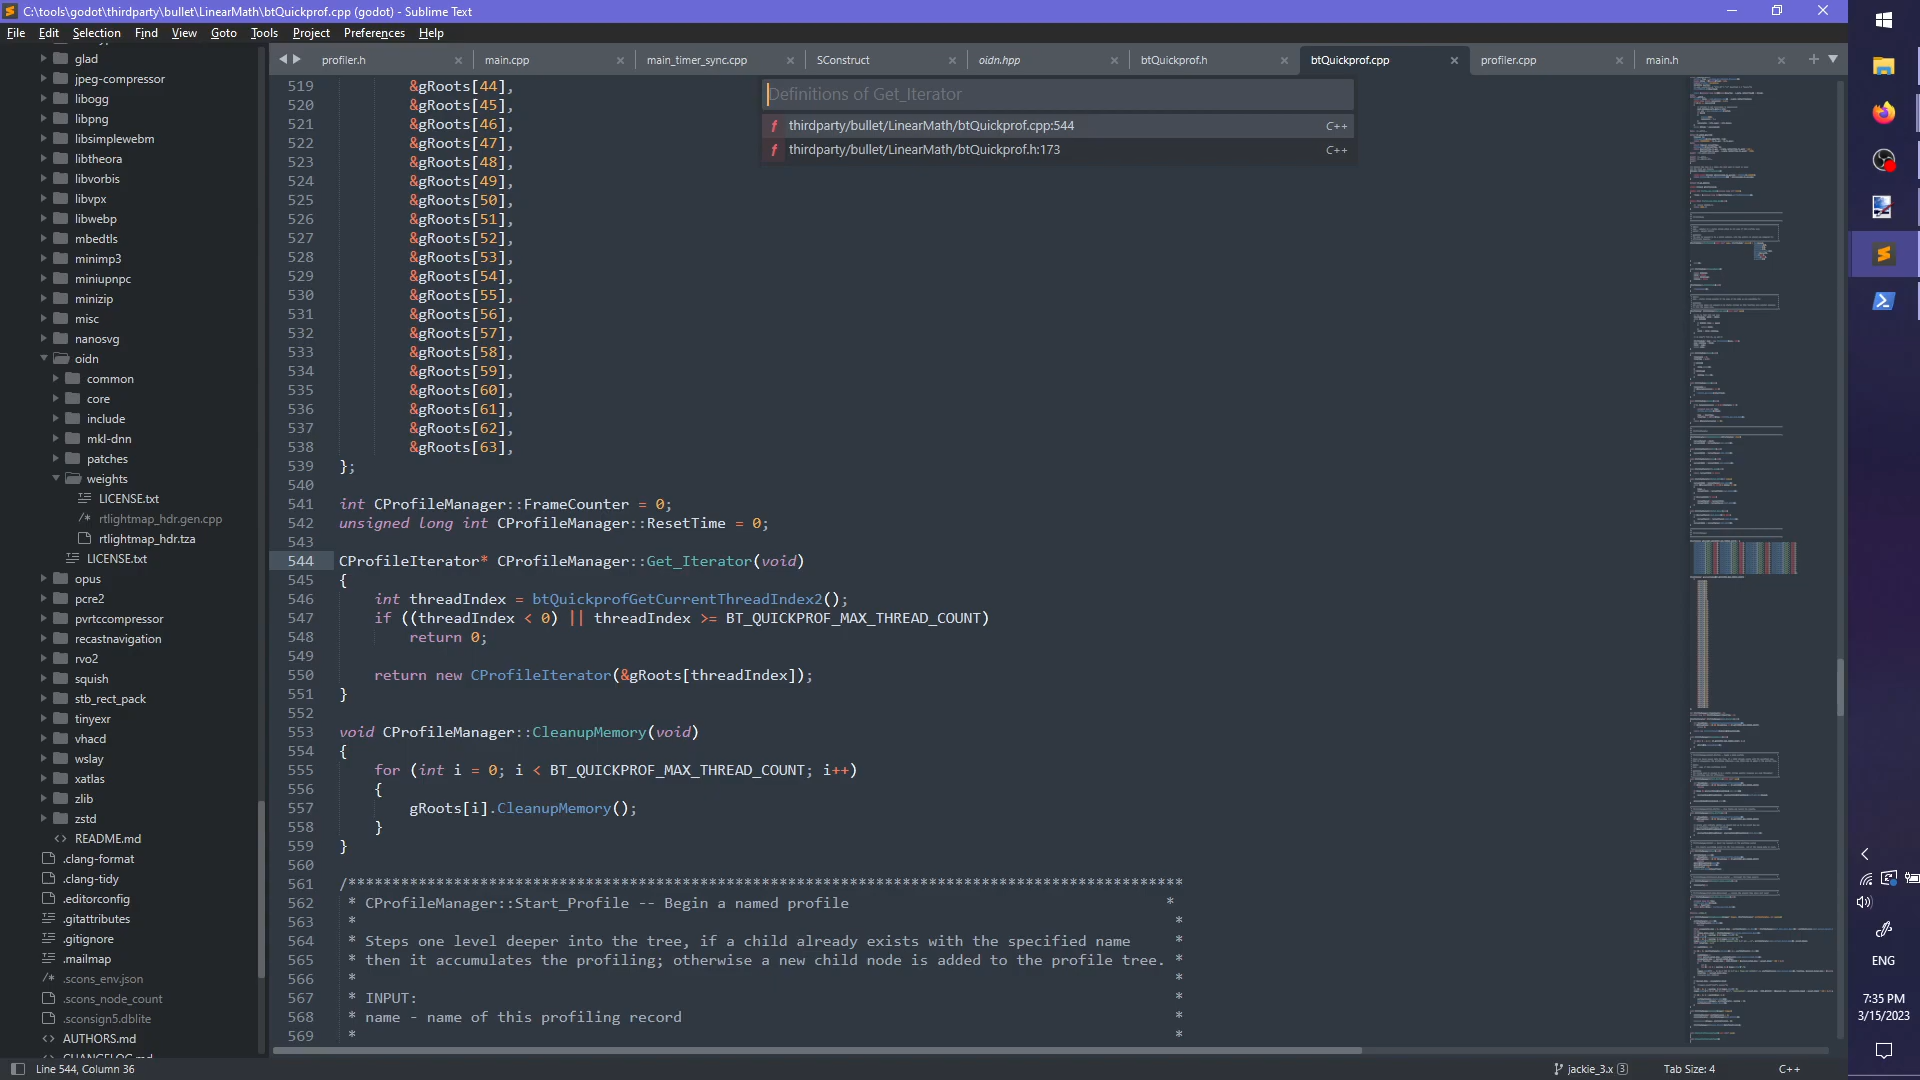 C:\tools\godot\thirdparty\bullet\LinearMath\btQuickprof.cpp (godot) - Sublime Text
File Edit Selection Find View Goto Tools Project Preferences Help
profiler.h main.cpp main_timer_sync.cpp SConstruct oidn.hpp btQuickprof.h btQuickprof.cpp profiler.cpp main.h
Definitions of Get_Iterator
f thirdparty/bullet/LinearMath/btQuickprof.cpp:544 C++
f thirdparty/bullet/LinearMath/btQuickprof.h:173 C++
glad
jpeg-compressor
libogg
libpng
libsimplewebm
libtheora
libvorbis
libvpx
libwebp
mbedtls
minimp3
miniupnpc
minizip
misc
nanosvg
oidn
common
core
include
mkl-dnn
patches
weights
LICENSE.txt
/* rtlightmap_hdr.gen.cpp
rtlightmap_hdr.tza
LICENSE.txt
opus
pcre2
pvrtccompressor
recastnavigation
rvo2
squish
stb_rect_pack
tinyexr
vhacd
wslay
xatlas
zlib
zstd
<> README.md
.clang-format
.clang-tidy
.editorconfig
.gitattributes
.gitignore
.mailmap
/* .scons_env.json
.scons_node_count
.sconsign5.dblite
<> AUTHORS.md
<> CHANGELOG.md
519 &gRoots[44],
520 &gRoots[45],
521 &gRoots[46],
522 &gRoots[47],
523 &gRoots[48],
524 &gRoots[49],
525 &gRoots[50],
526 &gRoots[51],
527 &gRoots[52],
528 &gRoots[53],
529 &gRoots[54],
530 &gRoots[55],
531 &gRoots[56],
532 &gRoots[57],
533 &gRoots[58],
534 &gRoots[59],
535 &gRoots[60],
536 &gRoots[61],
537 &gRoots[62],
538 &gRoots[63],
539 };
540
541 int CProfileManager::FrameCounter = 0;
542 unsigned long int CProfileManager::ResetTime = 0;
543
544 CProfileIterator* CProfileManager::Get_Iterator(void)
545 {
546 int threadIndex = btQuickprofGetCurrentThreadIndex2();
547 if ((threadIndex < 0) || threadIndex >= BT_QUICKPROF_MAX_THREAD_COUNT)
548 return 0;
549
550 return new CProfileIterator(&gRoots[threadIndex]);
551 }
552
553 void CProfileManager::CleanupMemory(void)
554 {
555 for (int i = 0; i < BT_QUICKPROF_MAX_THREAD_COUNT; i++)
556 {
557 gRoots[i].CleanupMemory();
558 }
559 }
560
561 /***********************************************************************************************
562 * CProfileManager::Start_Profile -- Begin a named profile *
563 * *
564 * Steps one level deeper into the tree, if a child already exists with the specified name *
565 * then it accumulates the profiling; otherwise a new child node is added to the profile tree. *
566 * *
567 * INPUT: *
568 * name - name of this profiling record *
569 * *
ENG
7:35 PM
3/15/2023
Line 544, Column 36 jackie_3.x 3 Tab Size: 4 C++